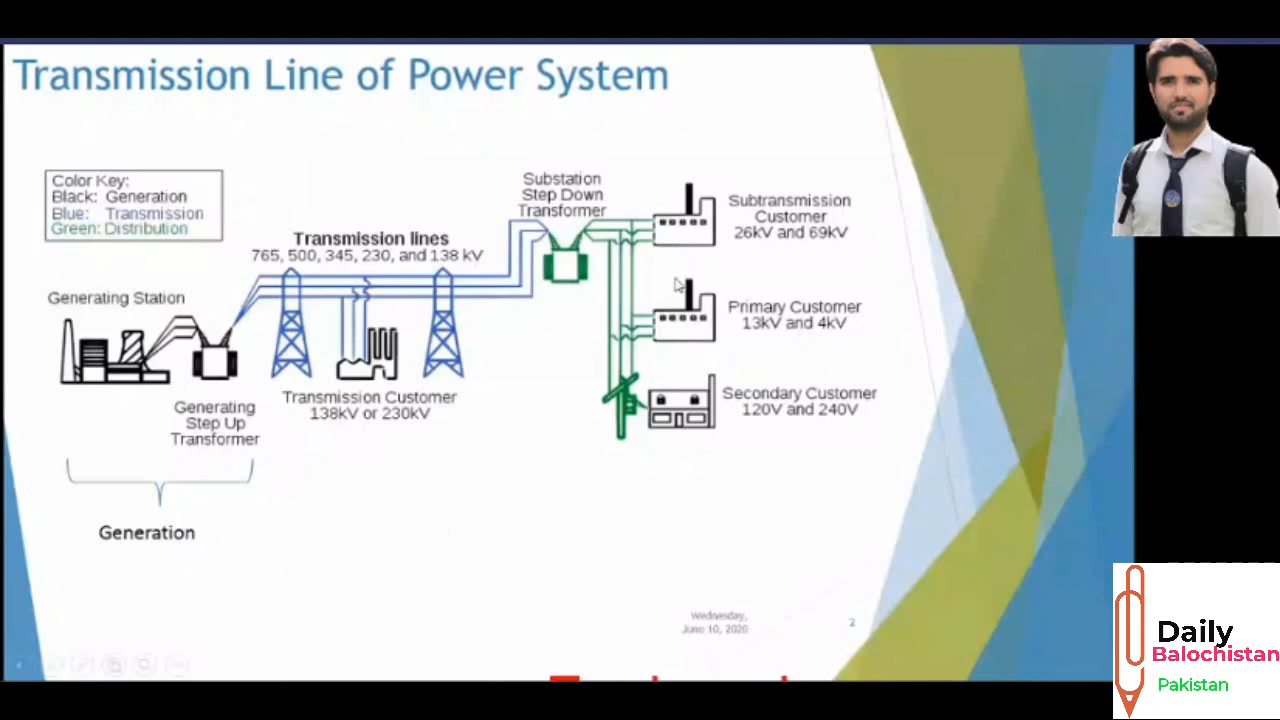 Transmission Line of Power System
Color Key:
Black: Generation
Blue: Transmission
Green: Distribution
Substation
Step Down
Transformer
Subtransmission
Customer
26kV and 69kV
Transmission lines
765, 500, 345, 230, and 138 kV
Generating Station
Primary Customer
13kV and 4kV
Transmission Customer
138kV or 230kV
Secondary Customer
120V and 240V
Generating
Step Up
Transformer
Generation
Wednesday,
June 10, 2020
2
Daily
Balochistan
Pakistan